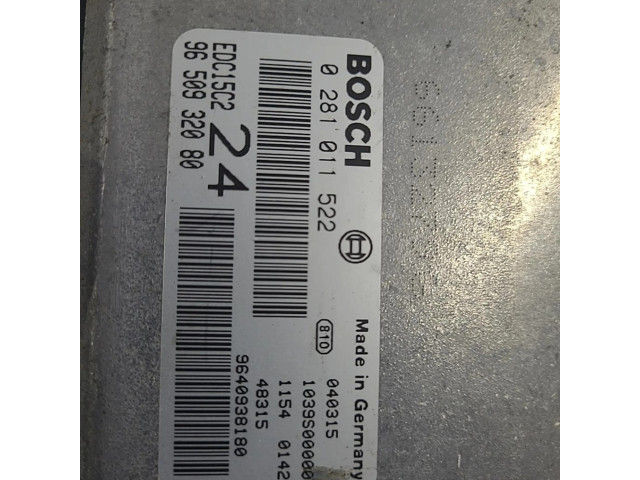 BOSCH
0 281 011 522
EDC15C2
24
96 509 320 80
Made in Germany
810
040315
1039S00000
1154 0142
48315
9640938180